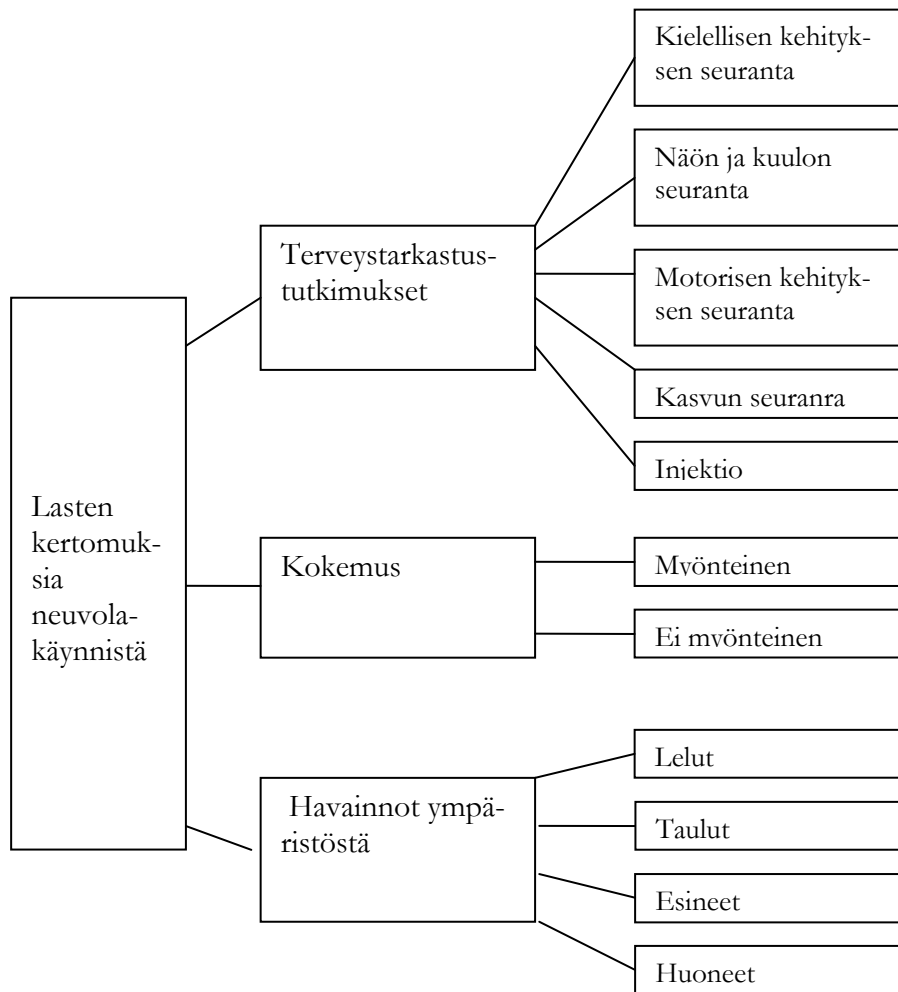 Kielellisen kehityk-
sen seuranta
Näön ja kuulon
seuranta
Terveystarkastus-
tutkimukset
Motorisen kehityk-
sen seuranta
Kasvun seuranra
Injektio
Lasten
kertomuk-
sia
neuvola-
käynnistä
Kokemus
Myönteinen
Ei myönteinen
Havainnot ympä-
ristöstä
Lelut
Taulut
Esineet
Huoneet